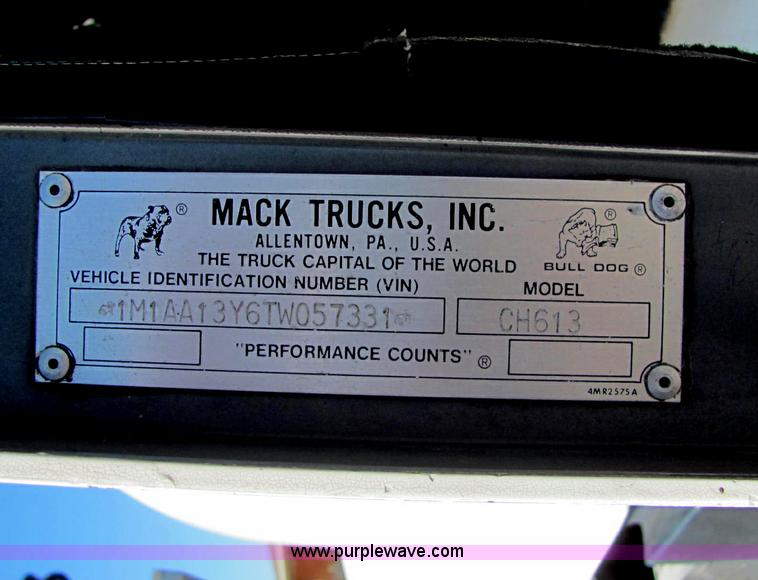 MACK TRUCKS, INC.
ALLENTOWN, PA., U.S.A.
THE TRUCK CAPITAL OF THE WORLD
BULL DOG ®
VEHICLE IDENTIFICATION NUMBER (VIN)
MODEL
1M1AA13Y6TW057331
CH613
"PERFORMANCE COUNTS" ®
4MR2575A
www.purplewave.com